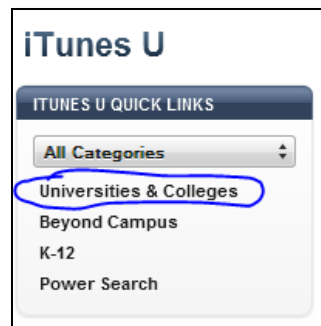 iTunes U
ITUNES U QUICK LINKS
All Categories
Universities & Colleges
Beyond Campus
K-12
Power Search